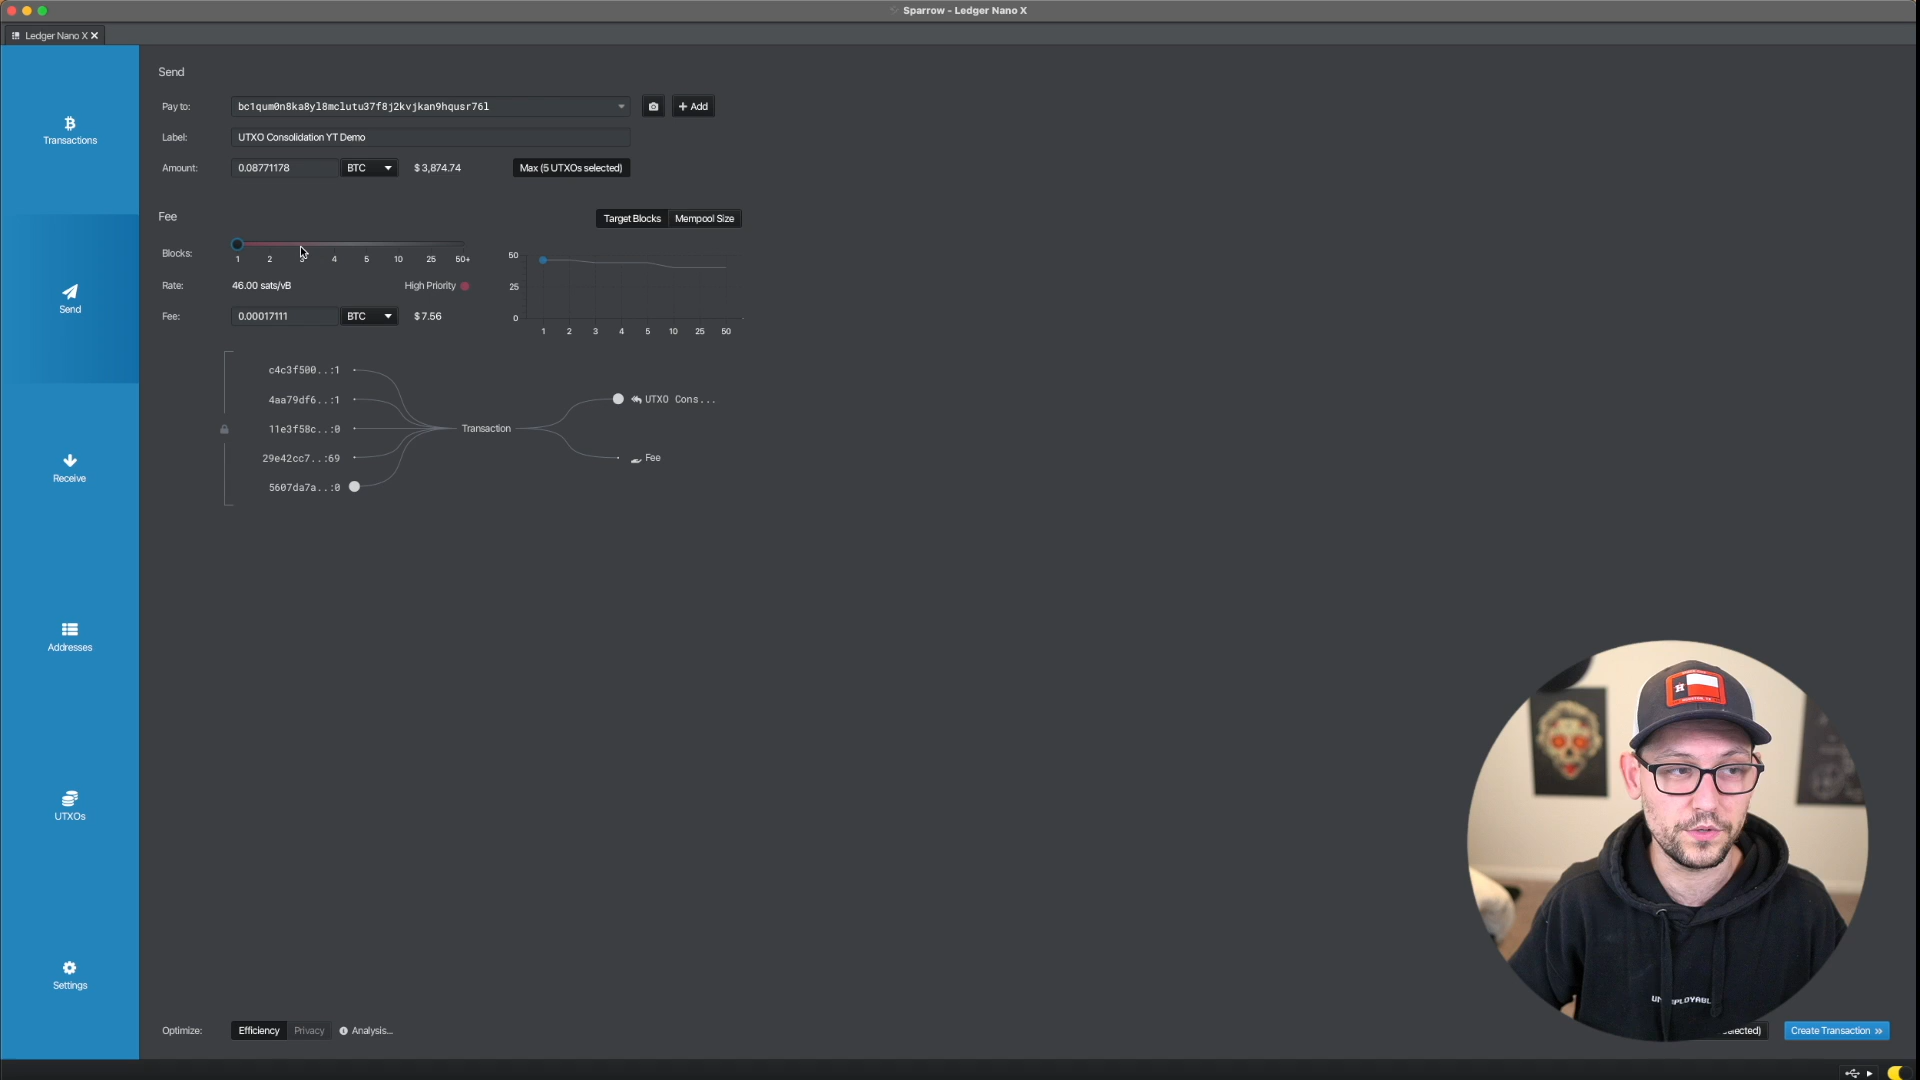 Sparrow - Ledger Nano X
Ledger Nano X
Send
Pay to: bc1qum0n8ka8yl8mclutu37f8j2kvjkan9hqusr76l + Add
Label: UTXO Consolidation YT Demo
Amount: 0.08771178 BTC $ 3,874.74 Max (5 UTXOs selected)
Fee
Target Blocks Mempool Size
Blocks:
1 2 3 4 5 10 25 50+
Rate: 46.00 sats/vB High Priority
Fee: 0.00017111 BTC $ 7.56
50
25
0
1 2 3 4 5 10 25 50
c4c3f500..:1
4aa79df6..:1
11e3f58c..:0
29e42cc7..:69
5607da7a..:0
Transaction
UTXO Cons...
Fee
Transactions
Send
Receive
Addresses
UTXOs
Settings
Optimize: Efficiency Privacy Analysis...
Create Transaction »